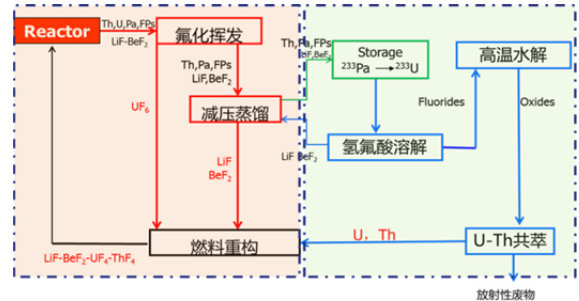 Reactor
Th,U,Pa,FPs
LiF-BeF₂
氟化挥发
Th,Pa,FPs
LiF,BeF₂
UF₆
减压蒸馏
LiF
BeF₂
燃料重构
LiF-BeF₂-UF₄-ThF₄
Th,Pa,FPs
LiF,BeF₂
Storage
²³³Pa →²³³U
高温水解
Fluorides
Oxides
LiF BeF₂
氢氟酸溶解
U，Th
U-Th共萃
放射性废物